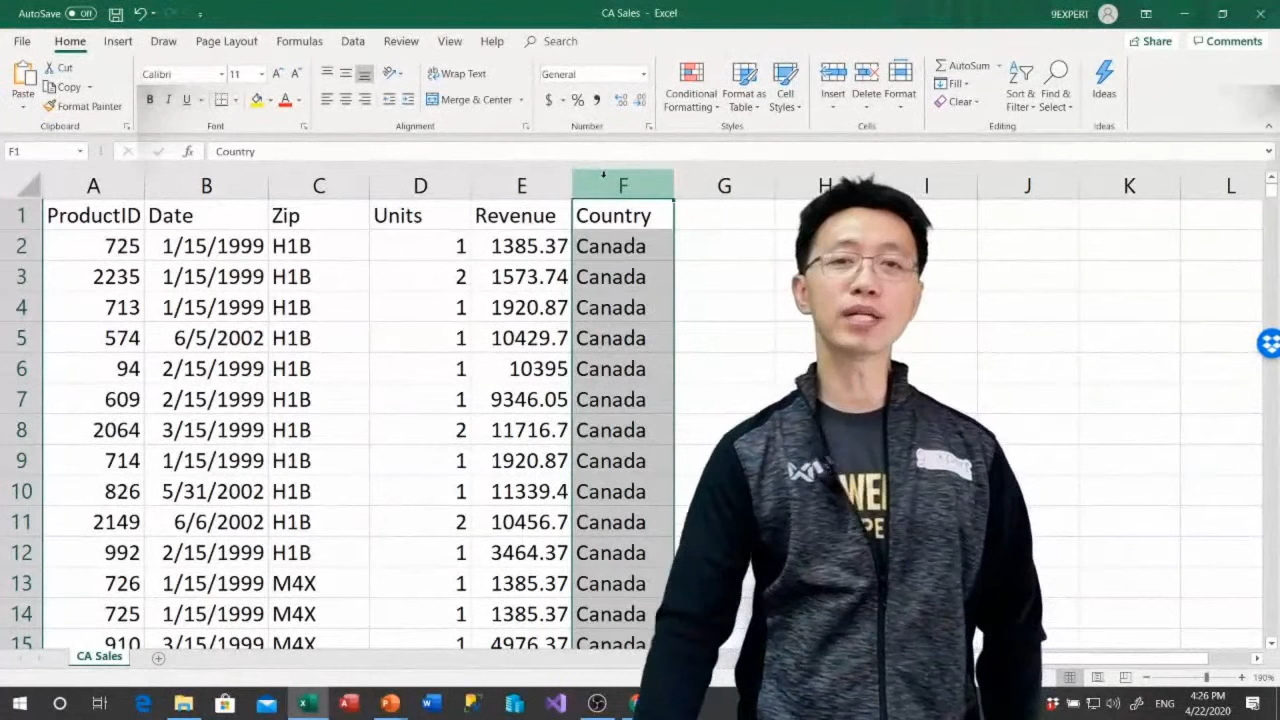 AutoSave Off
CA Sales - Excel
9EXPERT
File Home Insert Draw Page Layout Formulas Data Review View Help Search
Share Comments
Paste
Cut
Copy
Format Painter
Clipboard
Calibri 11
B I U
Font
Wrap Text
Merge & Center
Alignment
General
$ % ,
Number
Conditional Formatting
Format as Table
Cell Styles
Styles
Insert Delete Format
Cells
AutoSum
Fill
Clear
Sort & Filter
Find & Select
Editing
Ideas
Ideas
F1 fx Country
A B C D E F G H I J K L
1 ProductID Date Zip Units Revenue Country
2 725 1/15/1999 H1B 1 1385.37 Canada
3 2235 1/15/1999 H1B 2 1573.74 Canada
4 713 1/15/1999 H1B 1 1920.87 Canada
5 574 6/5/2002 H1B 1 10429.7 Canada
6 94 2/15/1999 H1B 1 10395 Canada
7 609 2/15/1999 H1B 1 9346.05 Canada
8 2064 3/15/1999 H1B 2 11716.7 Canada
9 714 1/15/1999 H1B 1 1920.87 Canada
10 826 5/31/2002 H1B 1 11339.4 Canada
11 2149 6/6/2002 H1B 2 10456.7 Canada
12 992 2/15/1999 H1B 1 3464.37 Canada
13 726 1/15/1999 M4X 1 1385.37 Canada
14 725 1/15/1999 M4X 1 1385.37 Canada
15 910 3/15/1999 M4X 1 4976.37 Canada
WE
PE
CA Sales
190%
ENG
4:26 PM
4/22/2020